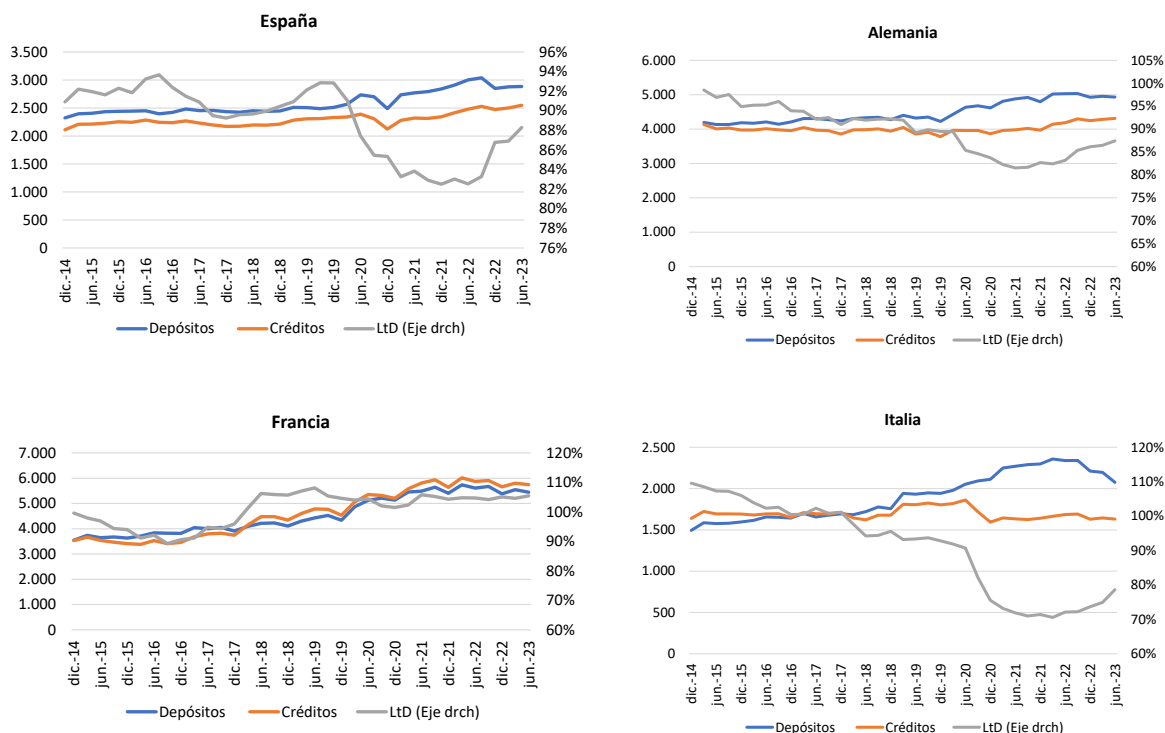 España
3.500
3.000
2.500
2.000
1.500
1.000
500
0
96%
94%
92%
90%
88%
86%
84%
82%
80%
78%
76%
dic.-14
jun.-15
dic.-15
jun.-16
dic.-16
jun.-17
dic.-17
jun.-18
dic.-18
jun.-19
dic.-19
jun.-20
dic.-20
jun.-21
dic.-21
jun.-22
dic.-22
jun.-23
Depósitos Créditos LtD (Eje drch)
Alemania
6.000
5.000
4.000
3.000
2.000
1.000
0
105%
100%
95%
90%
85%
80%
75%
70%
65%
60%
dic.-14
jun.-15
dic.-15
jun.-16
dic.-16
jun.-17
dic.-17
jun.-18
dic.-18
jun.-19
dic.-19
jun.-20
dic.-20
jun.-21
dic.-21
jun.-22
dic.-22
jun.-23
Depósitos Créditos LtD (Eje drch)
Francia
7.000
6.000
5.000
4.000
3.000
2.000
1.000
0
120%
110%
100%
90%
80%
70%
60%
dic.-14
jun.-15
dic.-15
jun.-16
dic.-16
jun.-17
dic.-17
jun.-18
dic.-18
jun.-19
dic.-19
jun.-20
dic.-20
jun.-21
dic.-21
jun.-22
dic.-22
jun.-23
Depósitos Créditos LtD (Eje drch)
Italia
2.500
2.000
1.500
1.000
500
0
120%
110%
100%
90%
80%
70%
60%
dic.-14
jun.-15
dic.-15
jun.-16
dic.-16
jun.-17
dic.-17
jun.-18
dic.-18
jun.-19
dic.-19
jun.-20
dic.-20
jun.-21
dic.-21
jun.-22
dic.-22
jun.-23
Depósitos Créditos LtD (Eje drch)